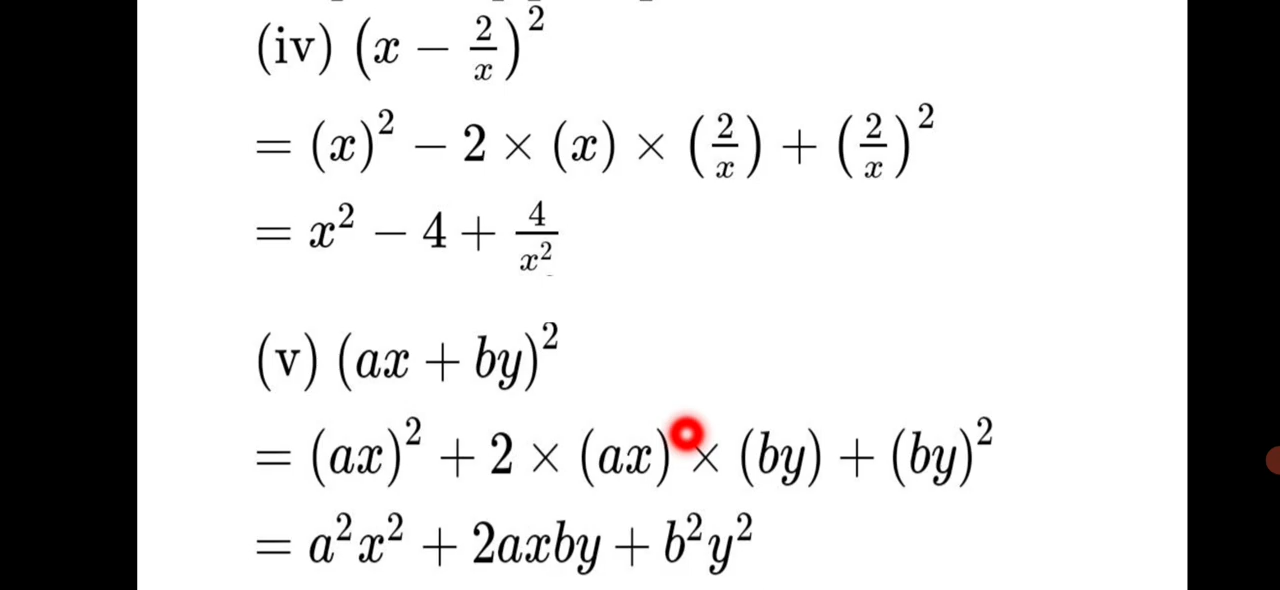 (iv) (x − 2/x)²
= (x)² − 2 × (x) × (2/x) + (2/x)²
= x² − 4 + 4/x²
(v) (ax + by)²
= (ax)² + 2 × (ax) × (by) + (by)²
= a²x² + 2axby + b²y²